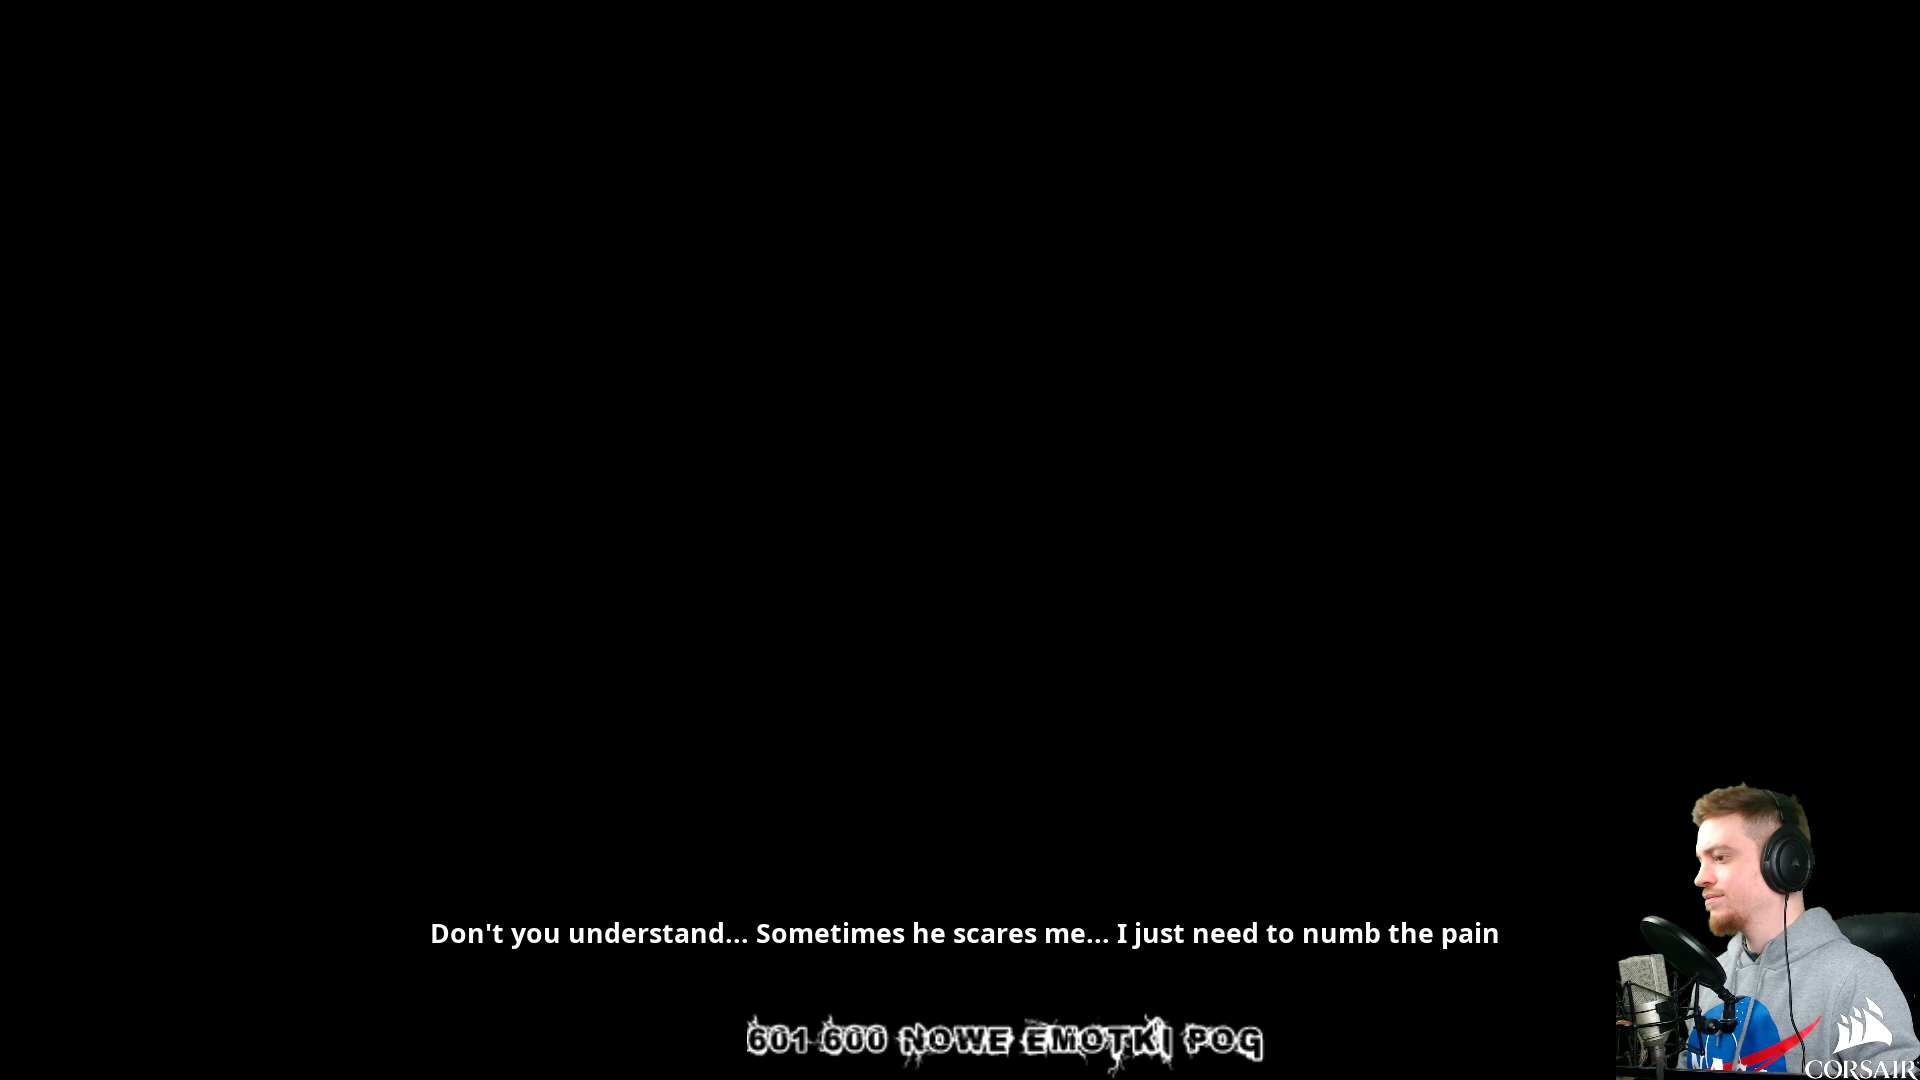 Don't you understand... Sometimes he scares me... I just need to numb the pain
601 600 NOWE EMOTKI POG
CORSAIR